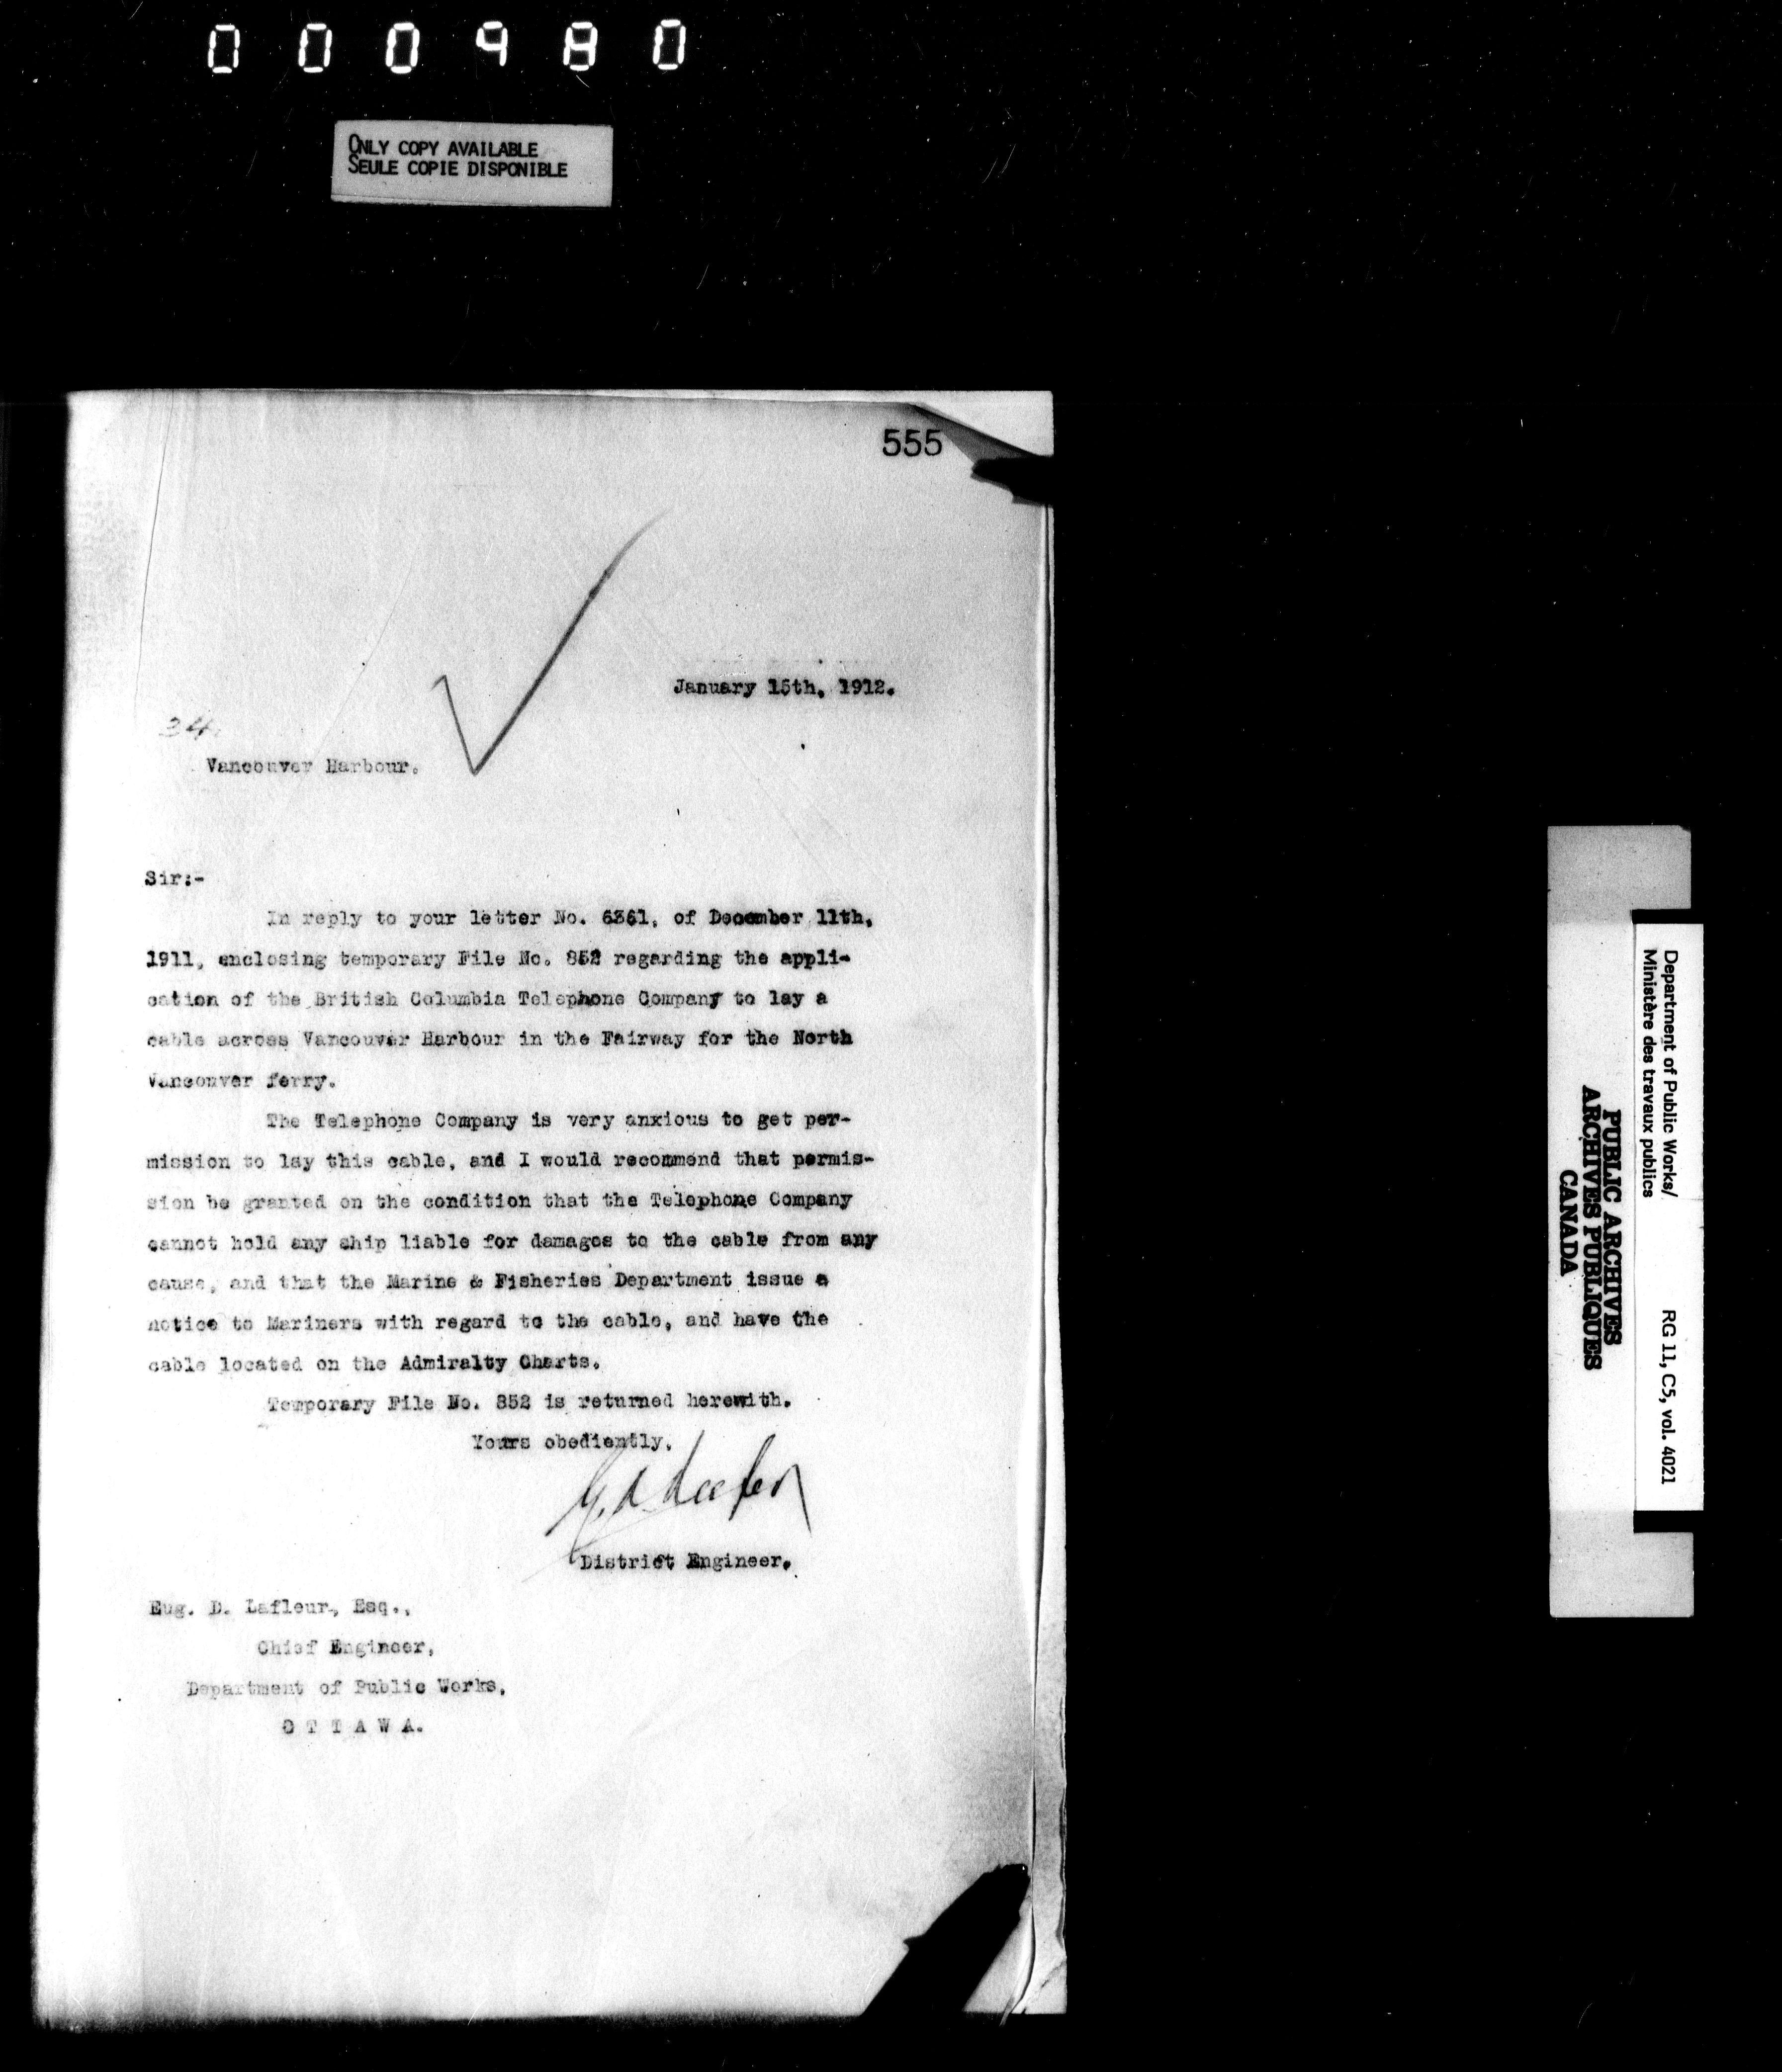 000980
ONLY COPY AVAILABLE
SEULE COPIE DISPONIBLE
555
January 15th, 1912.
34.
Vancouver Harbour.
Sir:-
In reply to your letter No. 6361, of December 11th,
1911, enclosing temporary File No. 852 regarding the appli-
cation of the British Columbia Telephone Company to lay a
cable across Vancouver Harbour in the Fairway for the North
Vancouver ferry.
The Telephone Company is very anxious to get per-
mission to lay this cable, and I would recommend that permis-
sion be granted on the condition that the Telephone Company
cannot hold any ship liable for damages to the cable from any
cause, and that the Marine & Fisheries Department issue a
notice to Mariners with regard to the cable, and have the
cable located on the Admiralty Charts.
Temporary File No. 852 is returned herewith.
Yours obediently,
G. A. Keefer
District Engineer.
Eug. D. Lafleur, Esq.,
Chief Engineer,
Department of Public Works,
O T T A W A.
Department of Public Works/
Ministère des travaux publics
RG 11, C5, vol. 4021
PUBLIC ARCHIVES
ARCHIVES PUBLIQUES
CANADA